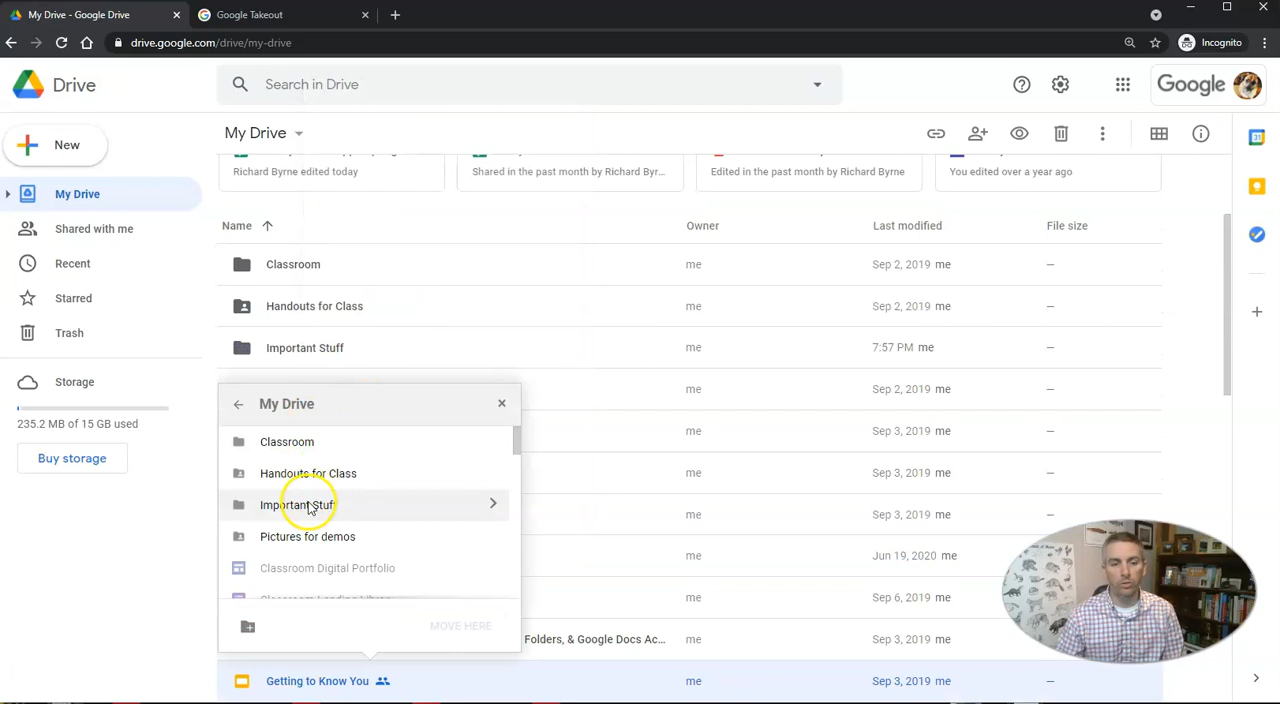 My Drive - Google Drive
Google Takeout
drive.google.com/drive/my-drive
Incognito
Drive
Search in Drive
Google
New
My Drive
Richard Byrne edited today
Shared in the past month by Richard Byr...
Edited in the past month by Richard Byrne
You edited over a year ago
My Drive
Shared with me
Recent
Starred
Trash
Storage
235.2 MB of 15 GB used
Buy storage
Name Owner Last modified File size
Classroom me Sep 2, 2019 me —
Handouts for Class me Sep 2, 2019 me —
Important Stuff me 7:57 PM me —
me Sep 2, 2019 me —
me Sep 3, 2019 me —
me Sep 3, 2019 me —
me Sep 3, 2019 me —
me Jun 19, 2020 me —
me Sep 6, 2019 me —
Folders, & Google Docs Ac... me Sep 3, 2019 me
Getting to Know You me Sep 3, 2019 me —
My Drive
Classroom
Handouts for Class
Important Stuff
Pictures for demos
Classroom Digital Portfolio
MOVE HERE
31